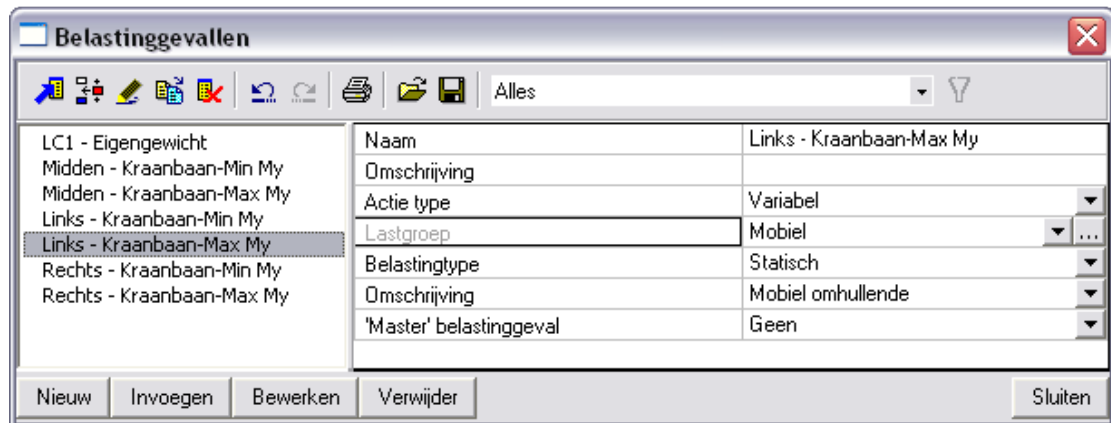 Belastinggevallen
Alles
LC1 - Eigengewicht
Midden - Kraanbaan-Min My
Midden - Kraanbaan-Max My
Links - Kraanbaan-Min My
Links - Kraanbaan-Max My
Rechts - Kraanbaan-Min My
Rechts - Kraanbaan-Max My
Naam Links - Kraanbaan-Max My
Omschrijving
Actie type Variabel
Lastgroep Mobiel ...
Belastingtype Statisch
Omschrijving Mobiel omhullende
'Master' belastinggeval Geen
Nieuw Invoegen Bewerken Verwijder Sluiten